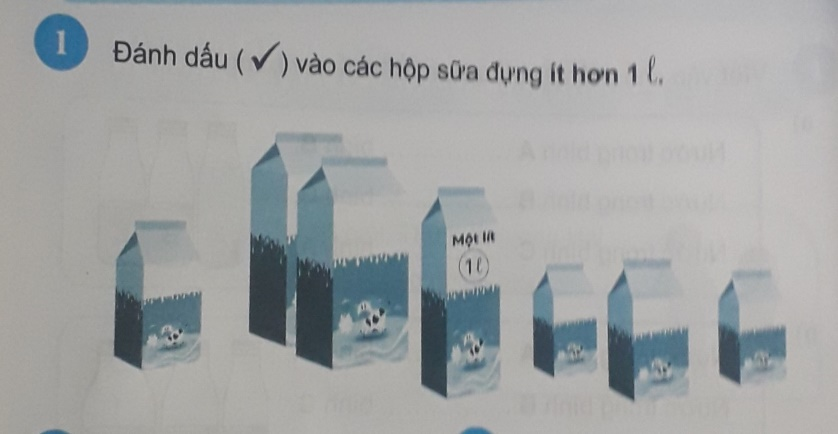 1 Đánh dấu (✓) vào các hộp sữa đựng ít hơn 1 ℓ.
Một lít
1ℓ